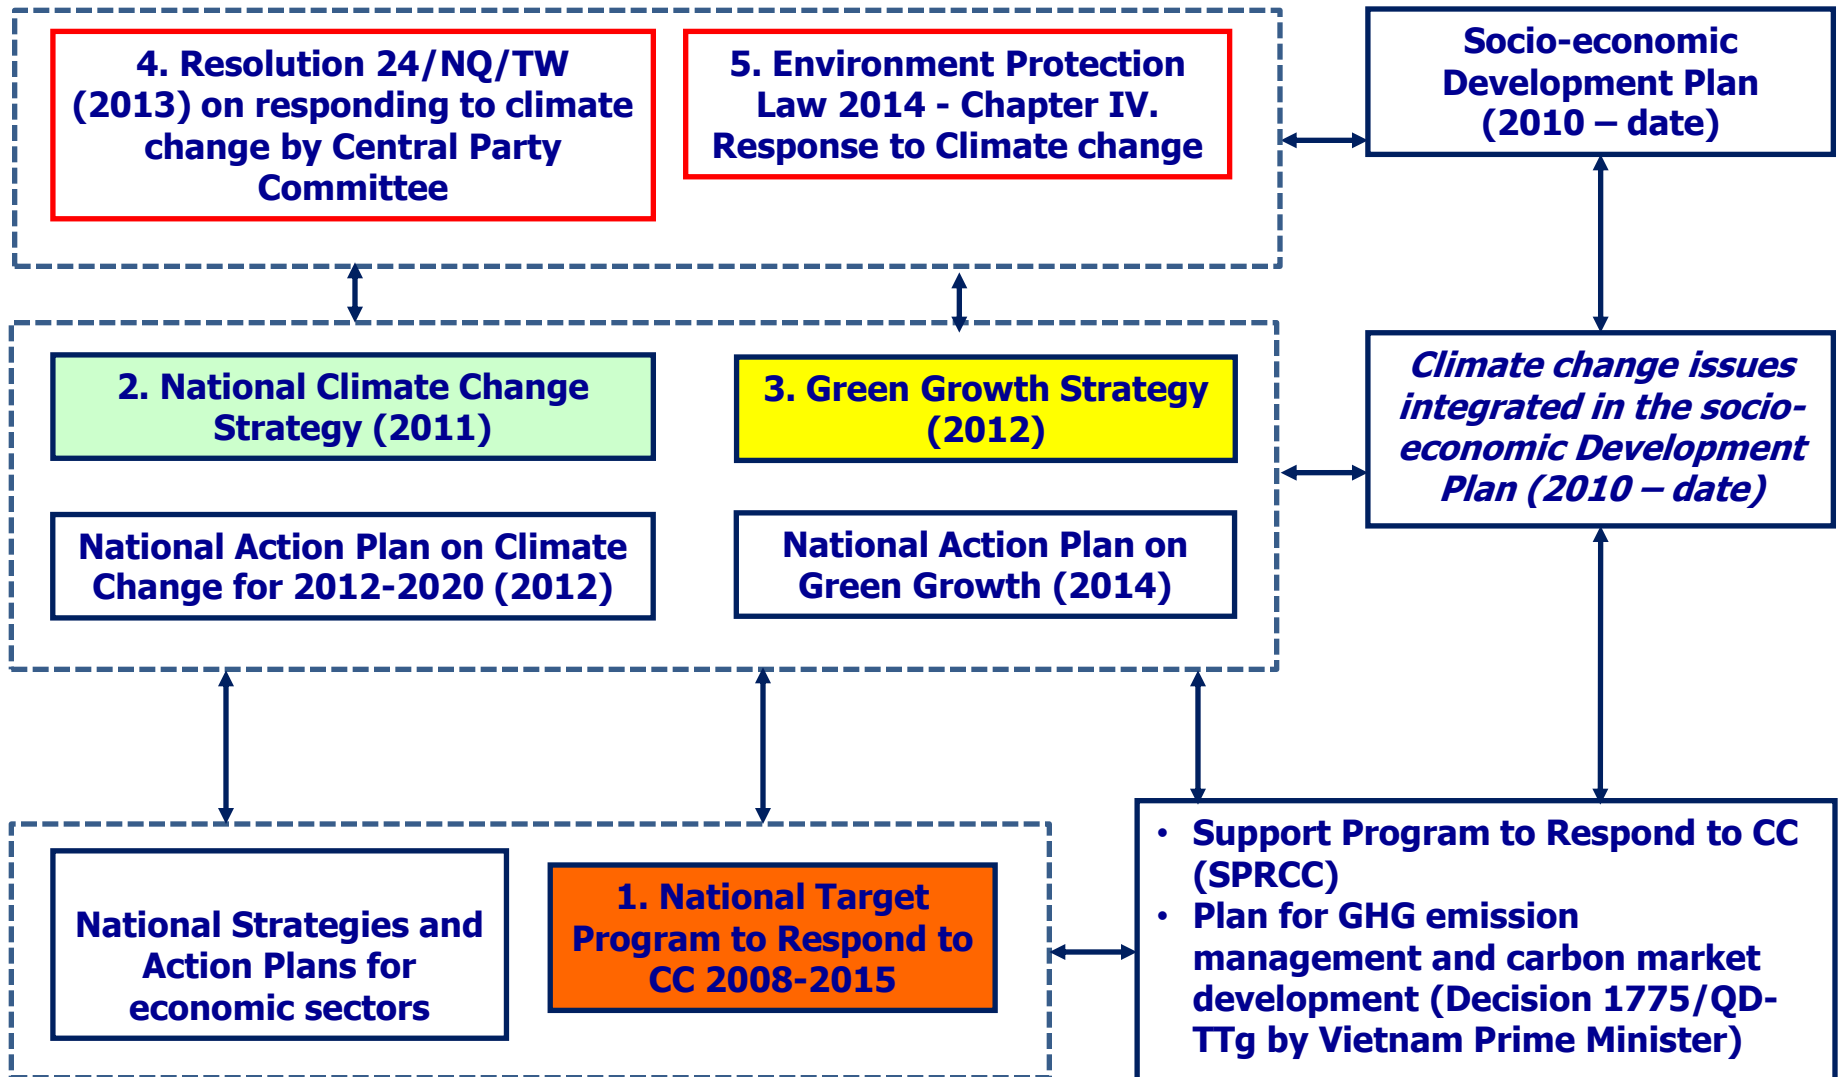 4. Resolution 24/NQ/TW
(2013) on responding to climate
change by Central Party
Committee
5. Environment Protection
Law 2014 - Chapter IV.
Response to Climate change
Socio-economic
Development Plan
(2010 – date)
2. National Climate Change
Strategy (2011)
3. Green Growth Strategy
(2012)
Climate change issues
integrated in the socio-
economic Development
Plan (2010 – date)
National Action Plan on Climate
Change for 2012-2020 (2012)
National Action Plan on
Green Growth (2014)
National Strategies and
Action Plans for
economic sectors
1. National Target
Program to Respond to
CC 2008-2015
• Support Program to Respond to CC
(SPRCC)
• Plan for GHG emission
management and carbon market
development (Decision 1775/QD-
TTg by Vietnam Prime Minister)